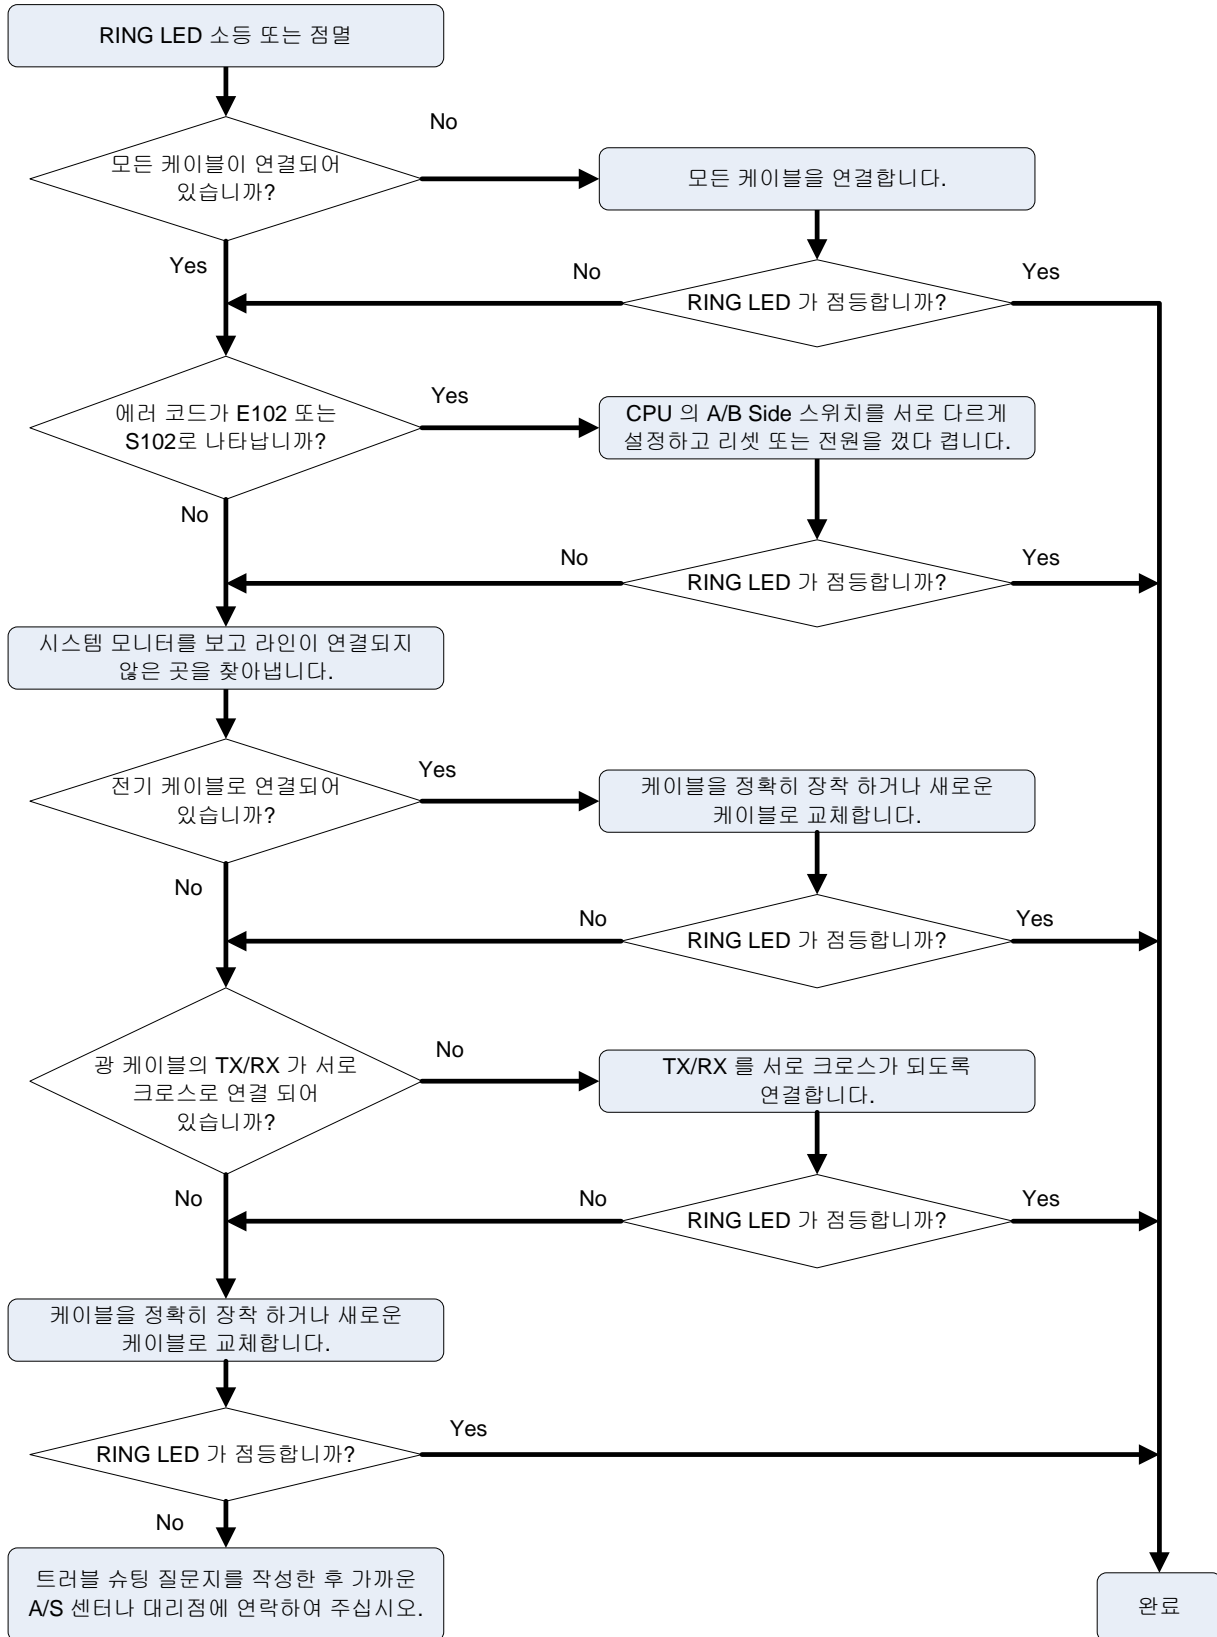 RING LED 소등 또는 점멸
No
모든 케이블이 연결되어
있습니까?
모든 케이블을 연결합니다.
Yes
No
Yes
RING LED 가 점등합니까?
에러 코드가 E102 또는
S102로 나타납니까?
Yes
CPU 의 A/B Side 스위치를 서로 다르게
설정하고 리셋 또는 전원을 껐다 켭니다.
No
No
Yes
RING LED 가 점등합니까?
시스템 모니터를 보고 라인이 연결되지
않은 곳을 찾아냅니다.
전기 케이블로 연결되어
있습니까?
Yes
케이블을 정확히 장착 하거나 새로운
케이블로 교체합니다.
No
No
Yes
RING LED 가 점등합니까?
광 케이블의 TX/RX 가 서로
크로스로 연결 되어
있습니까?
No
TX/RX 를 서로 크로스가 되도록
연결합니다.
No
No
Yes
RING LED 가 점등합니까?
케이블을 정확히 장착 하거나 새로운
케이블로 교체합니다.
RING LED 가 점등합니까?
Yes
No
트러블 슈팅 질문지를 작성한 후 가까운
A/S 센터나 대리점에 연락하여 주십시오.
완료